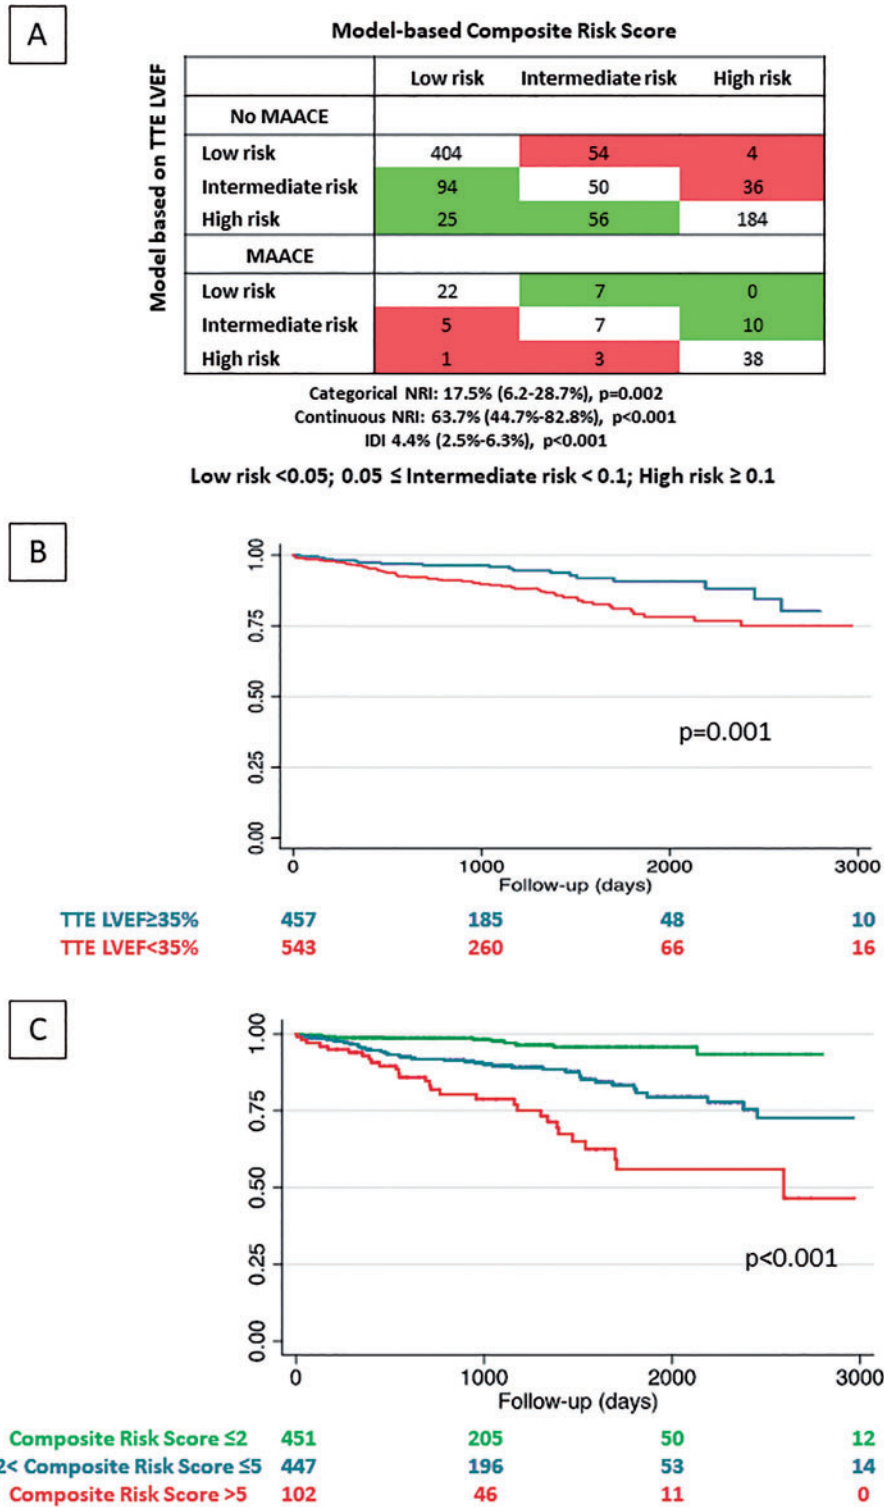 A
Model-based Composite Risk Score
Model based on TTE LVEF
Low risk Intermediate risk High risk
No MAACE
Low risk 404 54 4
Intermediate risk 94 50 36
High risk 25 56 184
MAACE
Low risk 22 7 0
Intermediate risk 5 7 10
High risk 1 3 38
Categorical NRI: 17.5% (6.2-28.7%), p=0.002
Continuous NRI: 63.7% (44.7%-82.8%), p<0.001
IDI 4.4% (2.5%-6.3%), p<0.001
Low risk <0.05; 0.05 ≤ Intermediate risk < 0.1; High risk ≥ 0.1
B
1.00
0.75
0.50
0.25
0.00
p=0.001
0 1000 2000 3000
Follow-up (days)
TTE LVEF≥35% 457 185 48 10
TTE LVEF<35% 543 260 66 16
C
1.00
0.75
0.50
0.25
0.00
p<0.001
0 1000 2000 3000
Follow-up (days)
Composite Risk Score ≤2 451 205 50 12
2< Composite Risk Score ≤5 447 196 53 14
Composite Risk Score >5 102 46 11 0